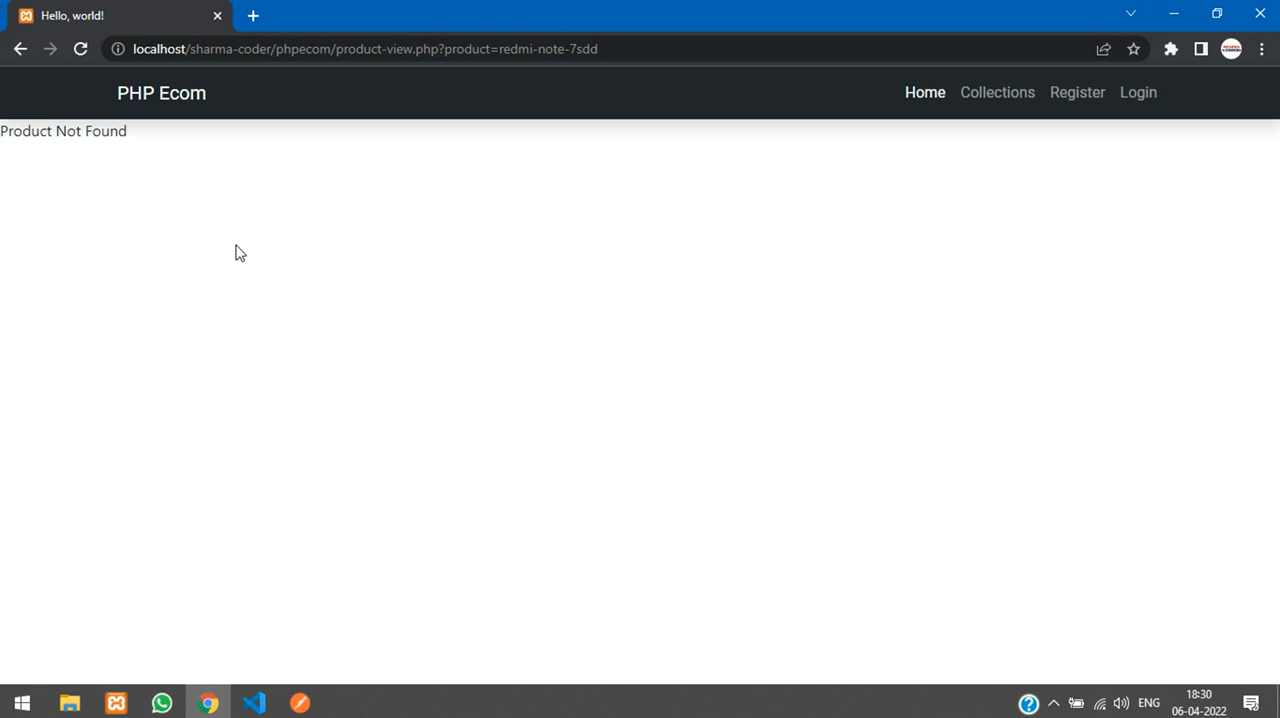 Hello, world!
localhost/sharma-coder/phpecom/product-view.php?product=redmi-note-7sdd
PHP Ecom
Home
Collections
Register
Login
Product Not Found
ENG
18:30
06-04-2022